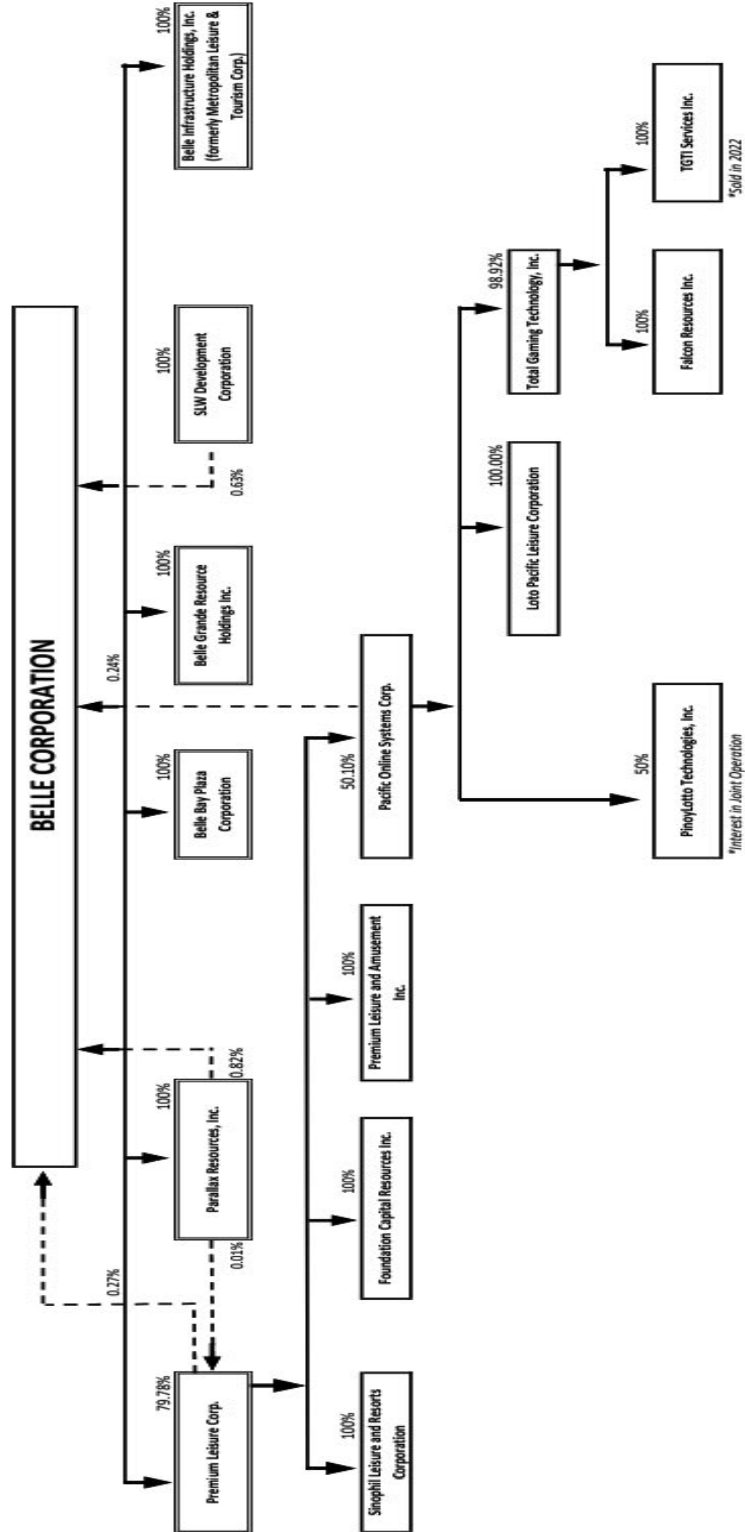 BELLE CORPORATION
0.27%
0.24%
79.78%
Premium Leisure Corp.
0.01%
100%
Parallax Resources, Inc.
0.82%
100%
Belle Bay Plaza
Corporation
100%
Belle Grande Resource
Holdings Inc.
0.63%
100%
SLW Development
Corporation
100%
Belle Infrastructure Holdings, Inc.
(formerly Metropolitan Leisure &
Tourism Corp.)
100%
Sinophil Leisure and Resorts
Corporation
100%
Foundation Capital Resources Inc.
100%
Premium Leisure and Amusement
Inc.
50.10%
Pacific Online Systems Corp.
100.00%
Loto Pacific Leisure Corporation
98.92%
Total Gaming Technology, Inc.
50%
PinoyLotto Technologies, Inc.
*Interest in Joint Operation
100%
Falcon Resources Inc.
100%
TGTI Services Inc.
*Sold in 2022